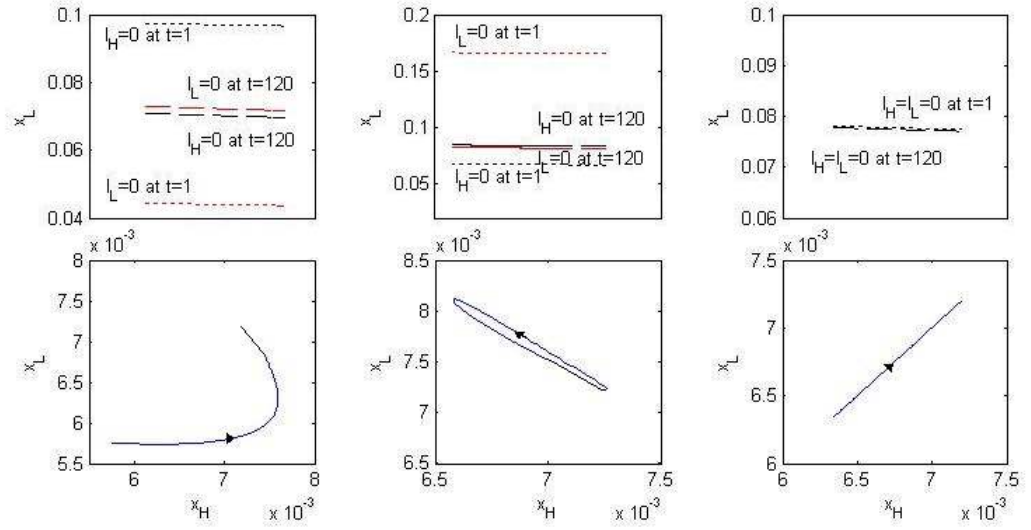 0.1
0.08
0.06
0.04
x_L
I_H=0 at t=1
I_L=0 at t=120
I_H=0 at t=120
I_L=0 at t=1
0.2
0.15
0.1
0.05
x_L
I_L=0 at t=1
I_H=0 at t=120
I_L=0 at t=120
I_H=0 at t=1
0.1
0.09
0.08
0.07
0.06
x_L
I_H=I_L=0 at t=1
I_H=I_L=0 at t=120
x 10^-3
8
7.5
7
6.5
6
5.5
x_L
6 7 8
x_H
x 10^-3
x 10^-3
8.5
8
7.5
7
6.5
x_L
6.5 7 7.5
x_H
x 10^-3
x 10^-3
7.5
7
6.5
6
x_L
6 6.5 7 7.5
x_H
x 10^-3